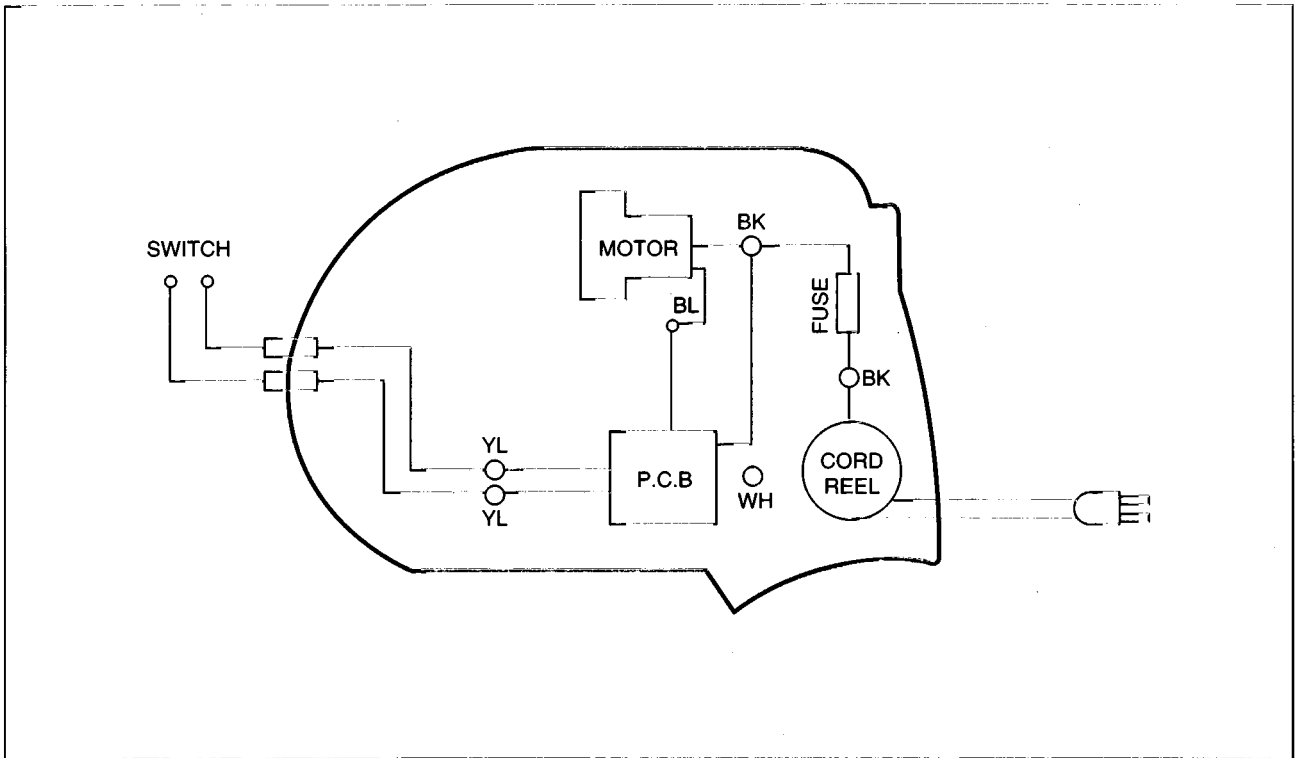 SWITCH
MOTOR
BK
BL
FUSE
BK
YL
P.C.B
CORD
REEL
WH
YL